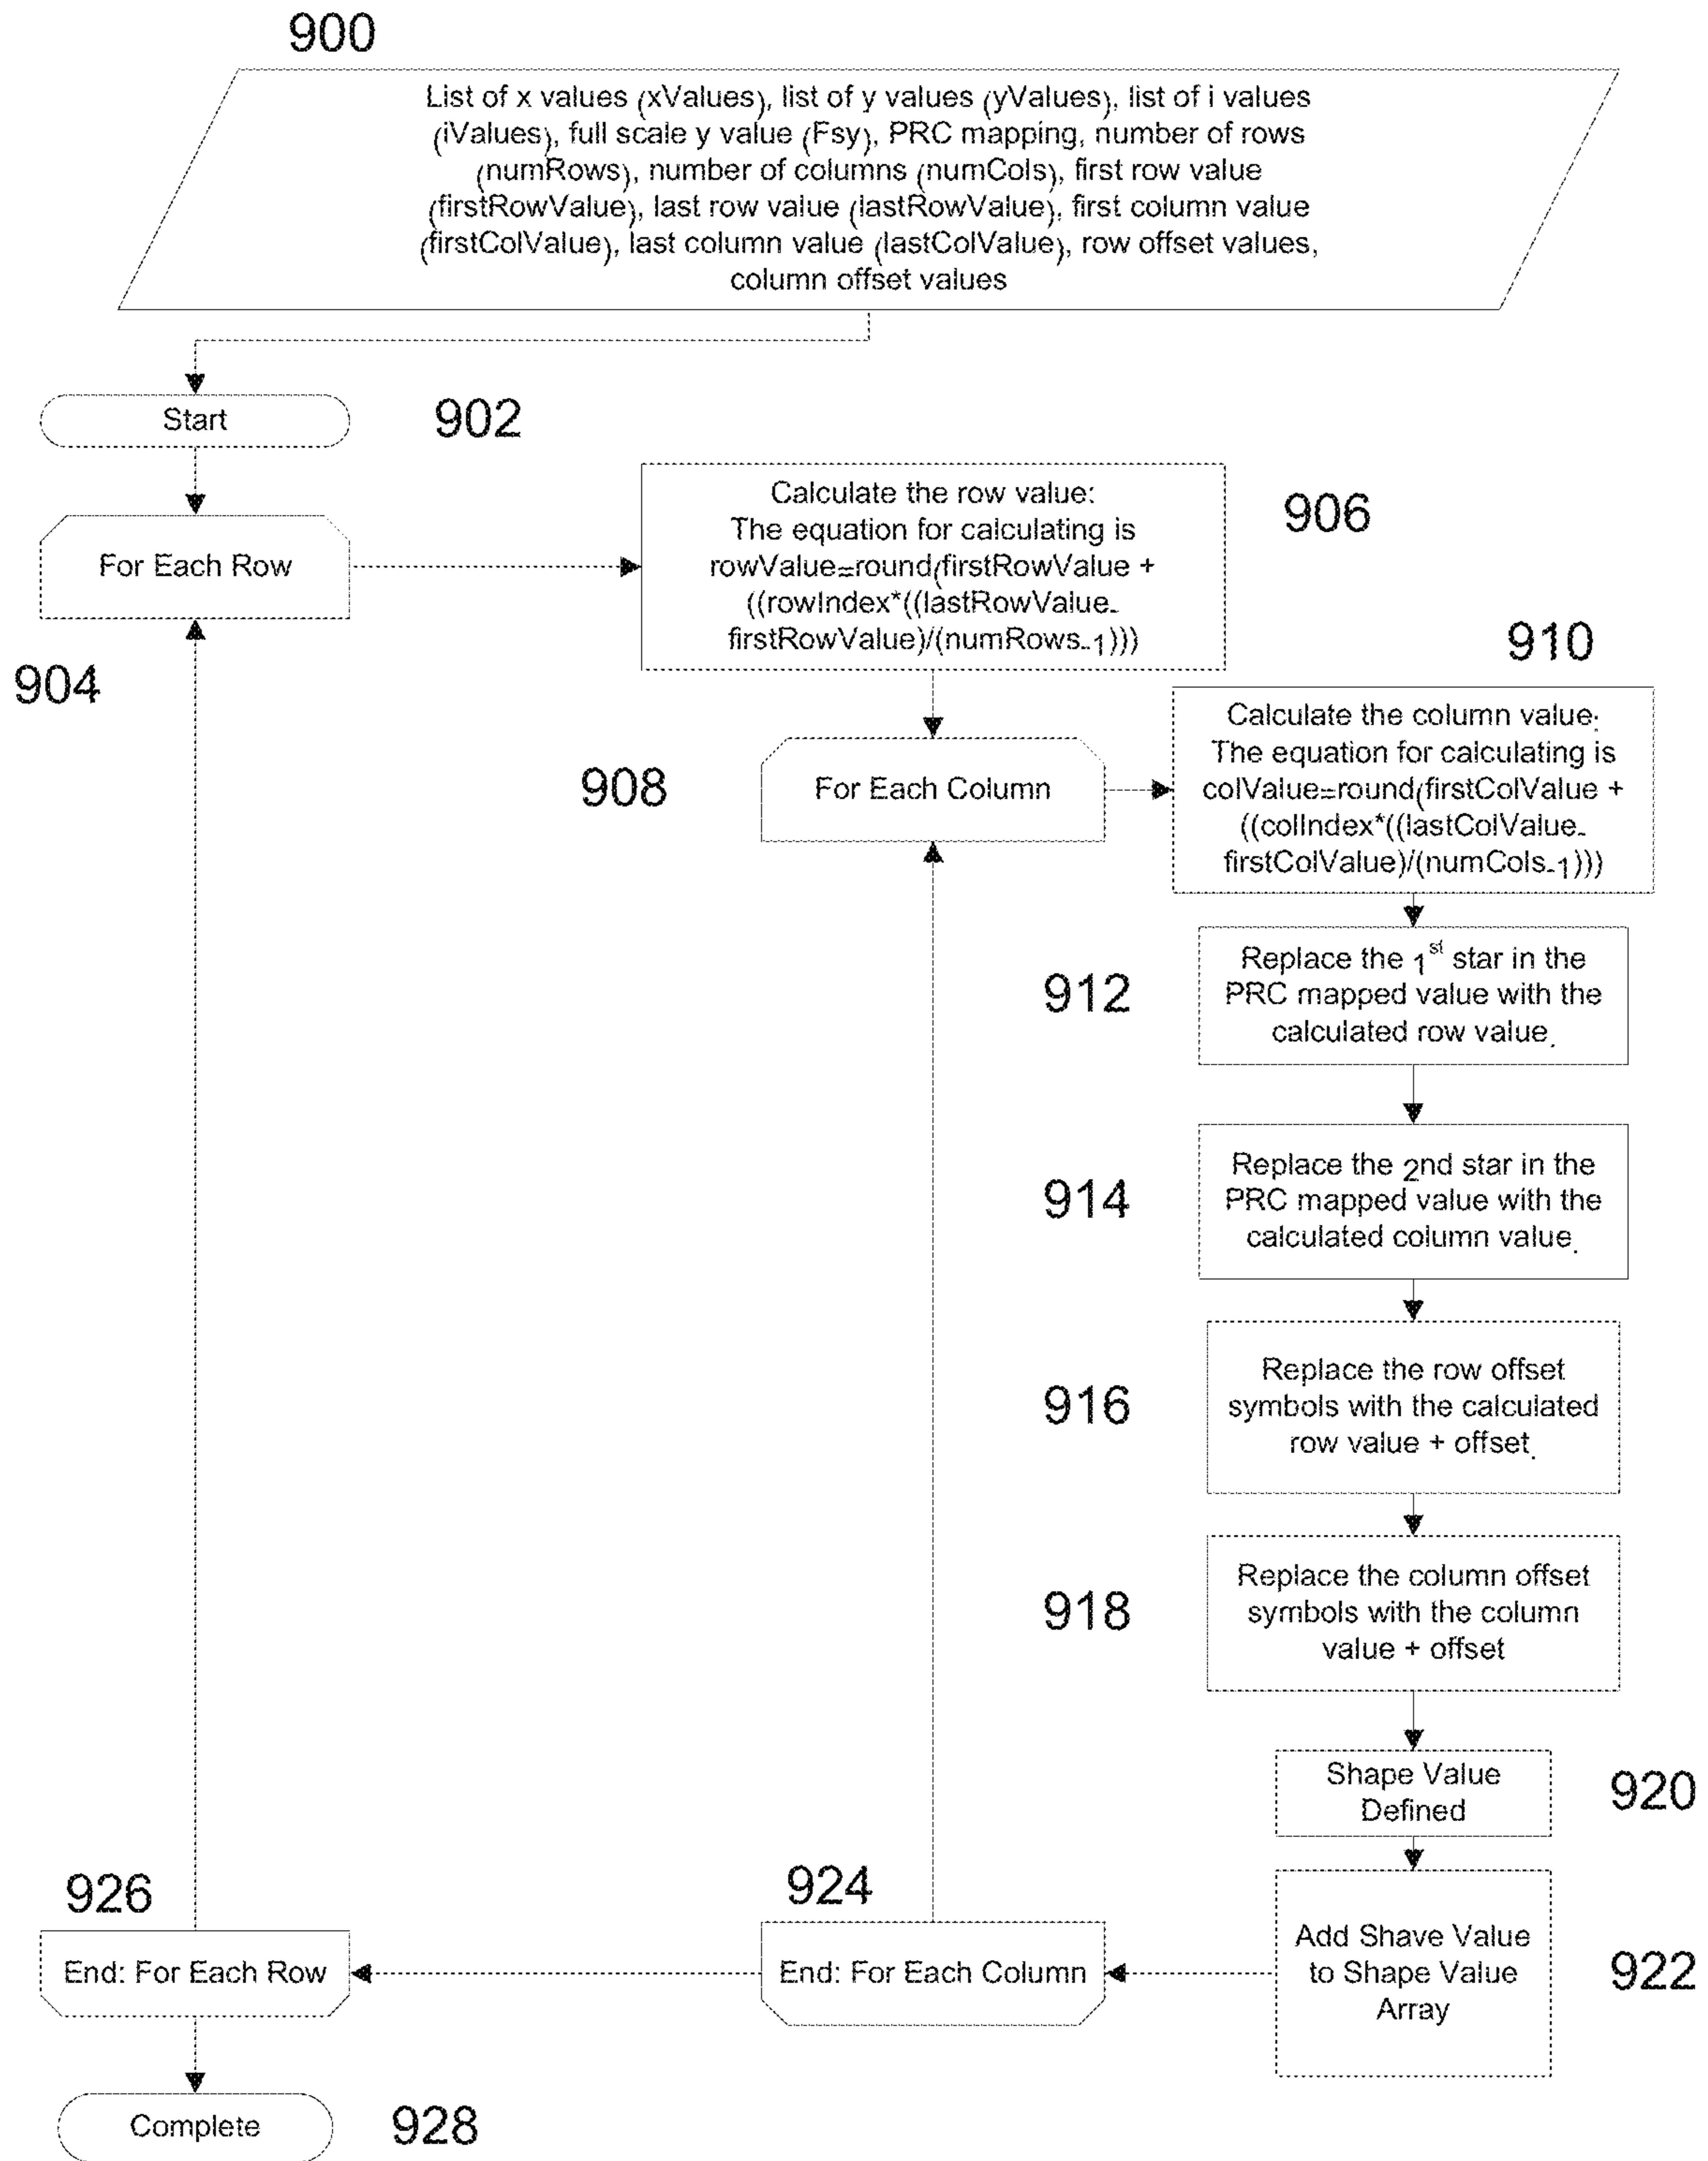 900
List of x values (xValues), list of y values (yValues), list of i values
(iValues), full scale y value (Fsy), PRC mapping, number of rows
(numRows), number of columns (numCols), first row value
(firstRowValue), last row value (lastRowValue), first column value
(firstColValue), last column value (lastColValue), row offset values,
column offset values
Start
902
For Each Row
904
Calculate the row value:
The equation for calculating is
rowValue=round(firstRowValue +
((rowIndex*((lastRowValue-
firstRowValue)/(numRows-1)))
906
908
For Each Column
910
Calculate the column value:
The equation for calculating is
colValue=round(firstColValue +
((colIndex*((lastColValue-
firstColValue)/(numCols-1)))
912
Replace the 1st star in the
PRC mapped value with the
calculated row value.
914
Replace the 2nd star in the
PRC mapped value with the
calculated column value.
916
Replace the row offset
symbols with the calculated
row value + offset.
918
Replace the column offset
symbols with the column
value + offset
Shape Value
Defined
920
Add Shave Value
to Shape Value
Array
922
924
End: For Each Column
926
End: For Each Row
Complete
928